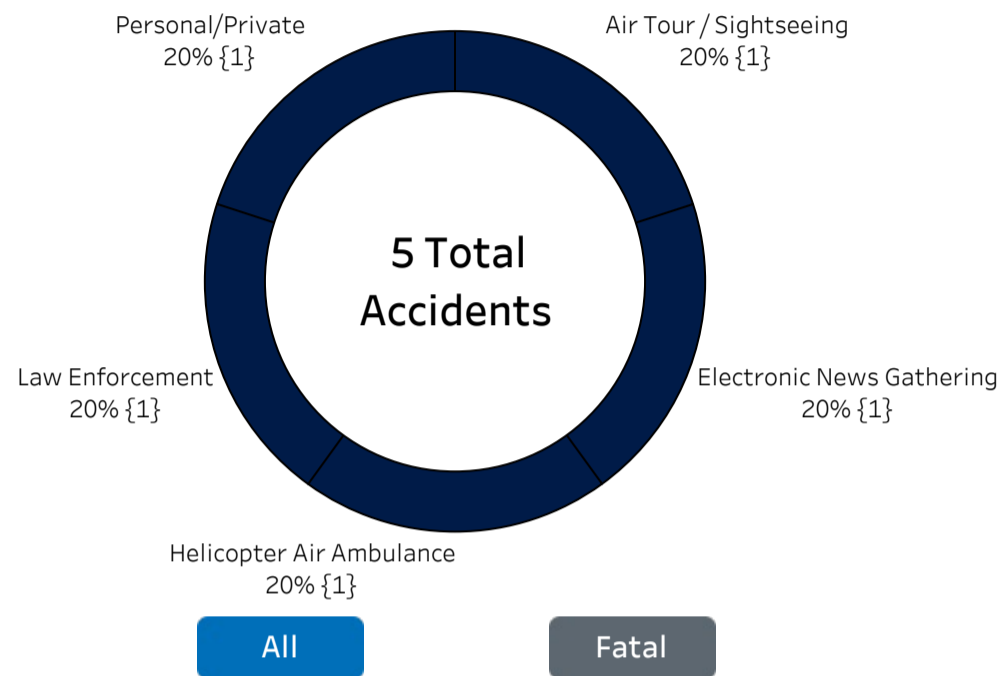 Personal/Private
20% {1}
Air Tour / Sightseeing
20% {1}
5 Total
Accidents
Law Enforcement
20% {1}
Electronic News Gathering
20% {1}
Helicopter Air Ambulance
20% {1}
All
Fatal